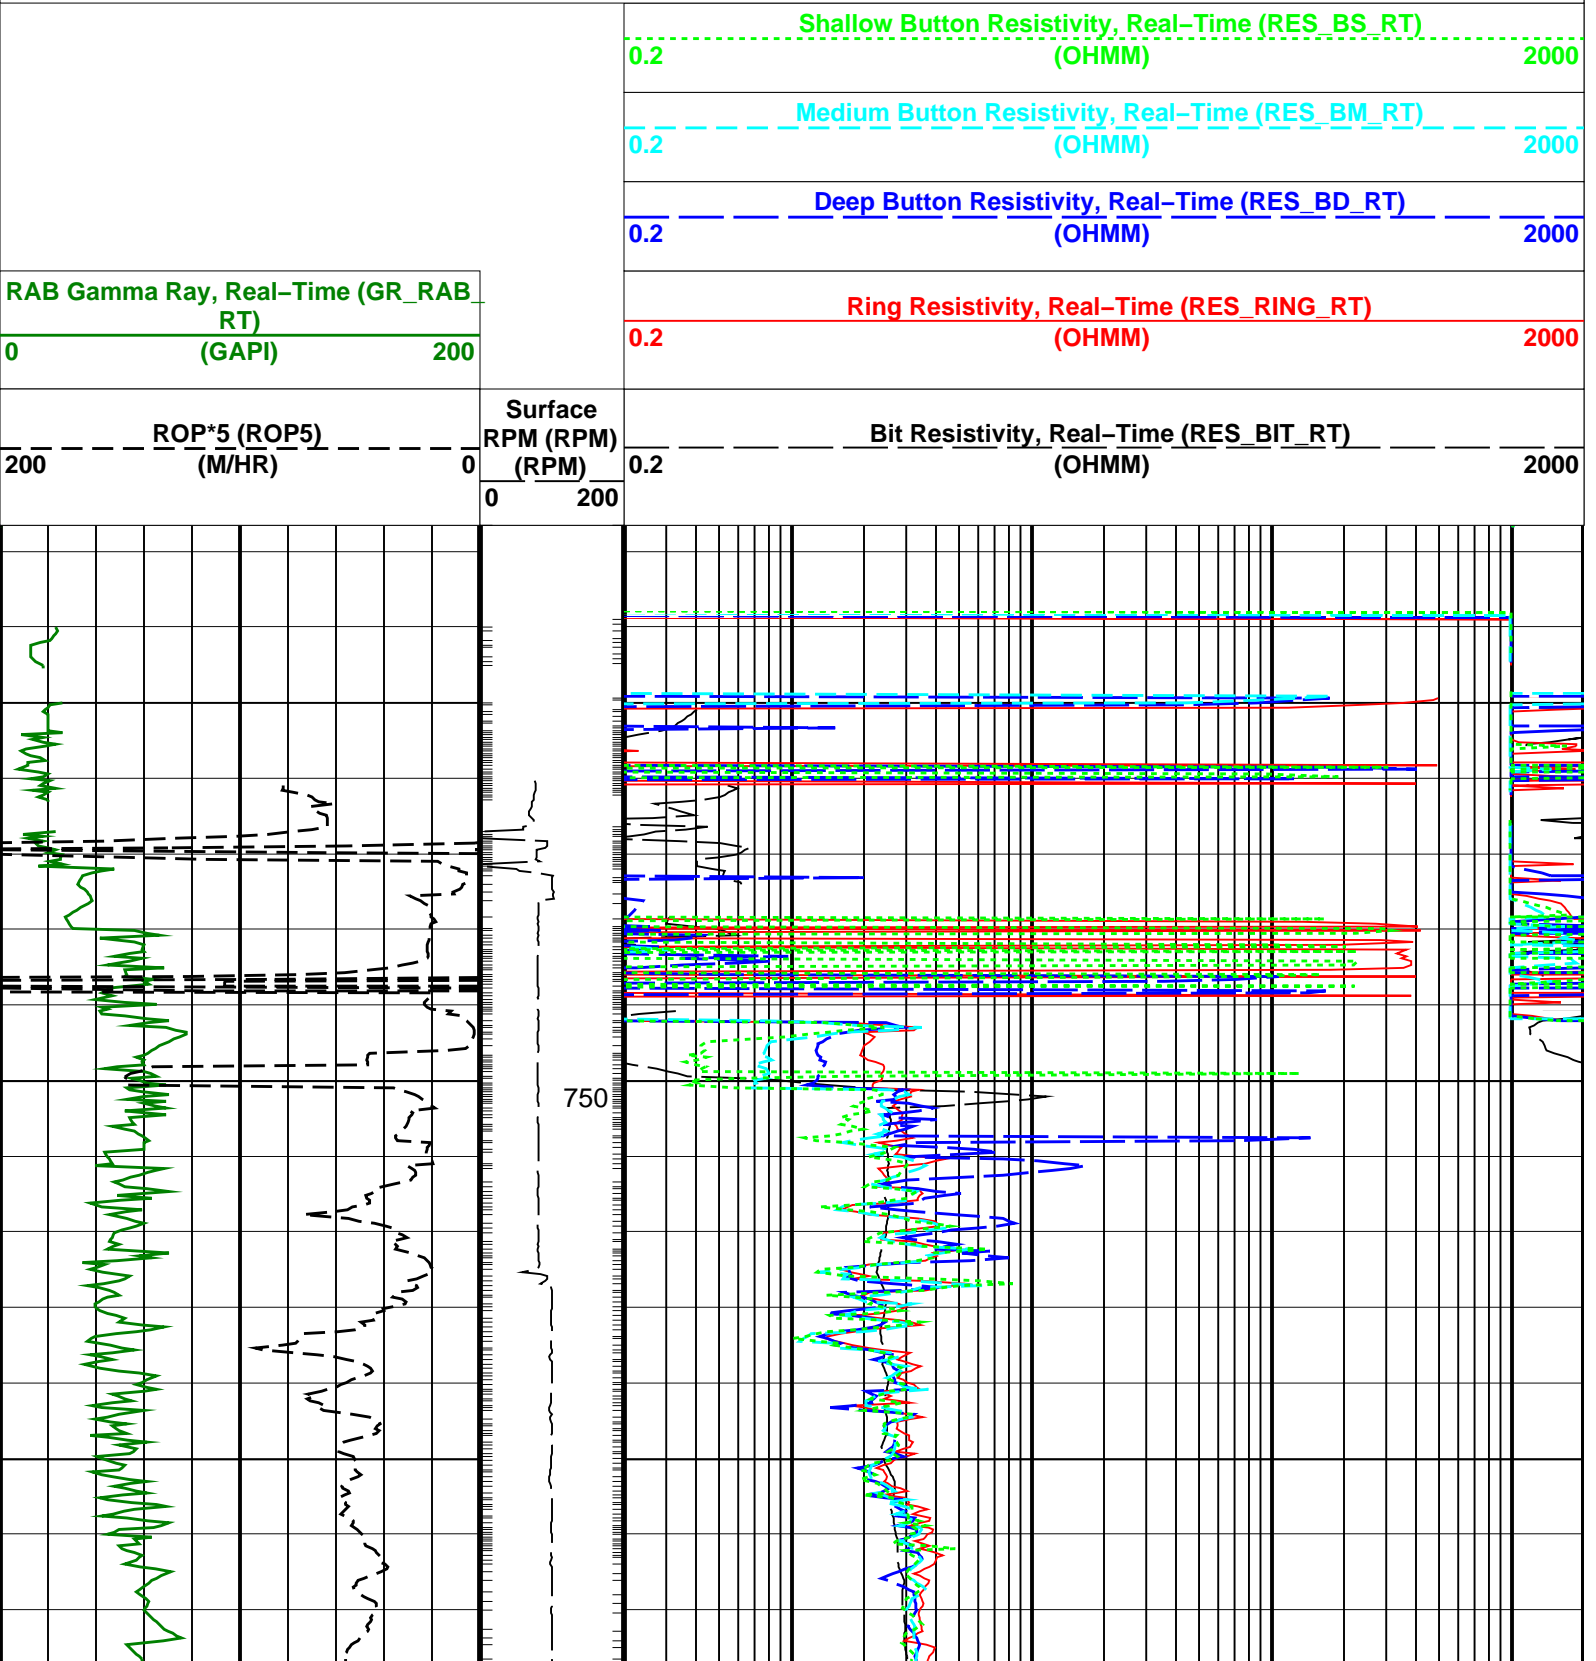 Shallow Button Resistivity, Real–Time (RES_BS_RT)
0.2 (OHMM) 2000
Medium Button Resistivity, Real–Time (RES_BM_RT)
0.2 (OHMM) 2000
Deep Button Resistivity, Real–Time (RES_BD_RT)
0.2 (OHMM) 2000
RAB Gamma Ray, Real–Time (GR_RAB_
RT)
0 (GAPI) 200
Ring Resistivity, Real–Time (RES_RING_RT)
0.2 (OHMM) 2000
ROP*5 (ROP5)
200 (M/HR) 0
Surface
RPM (RPM)
(RPM)
0 200
Bit Resistivity, Real–Time (RES_BIT_RT)
0.2 (OHMM) 2000
750